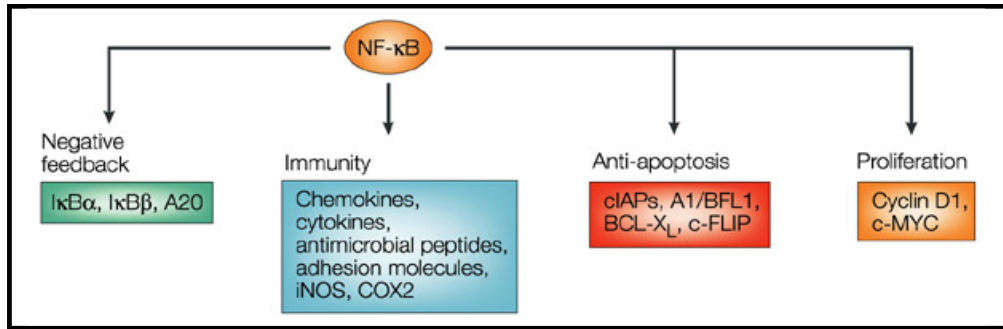 NF-κB
Negative
feedback
IκBα, IκBβ, A20
Immunity
Chemokines,
cytokines,
antimicrobial peptides,
adhesion molecules,
iNOS, COX2
Anti-apoptosis
cIAPs, A1/BFL1,
BCL-XL, c-FLIP
Proliferation
Cyclin D1,
c-MYC